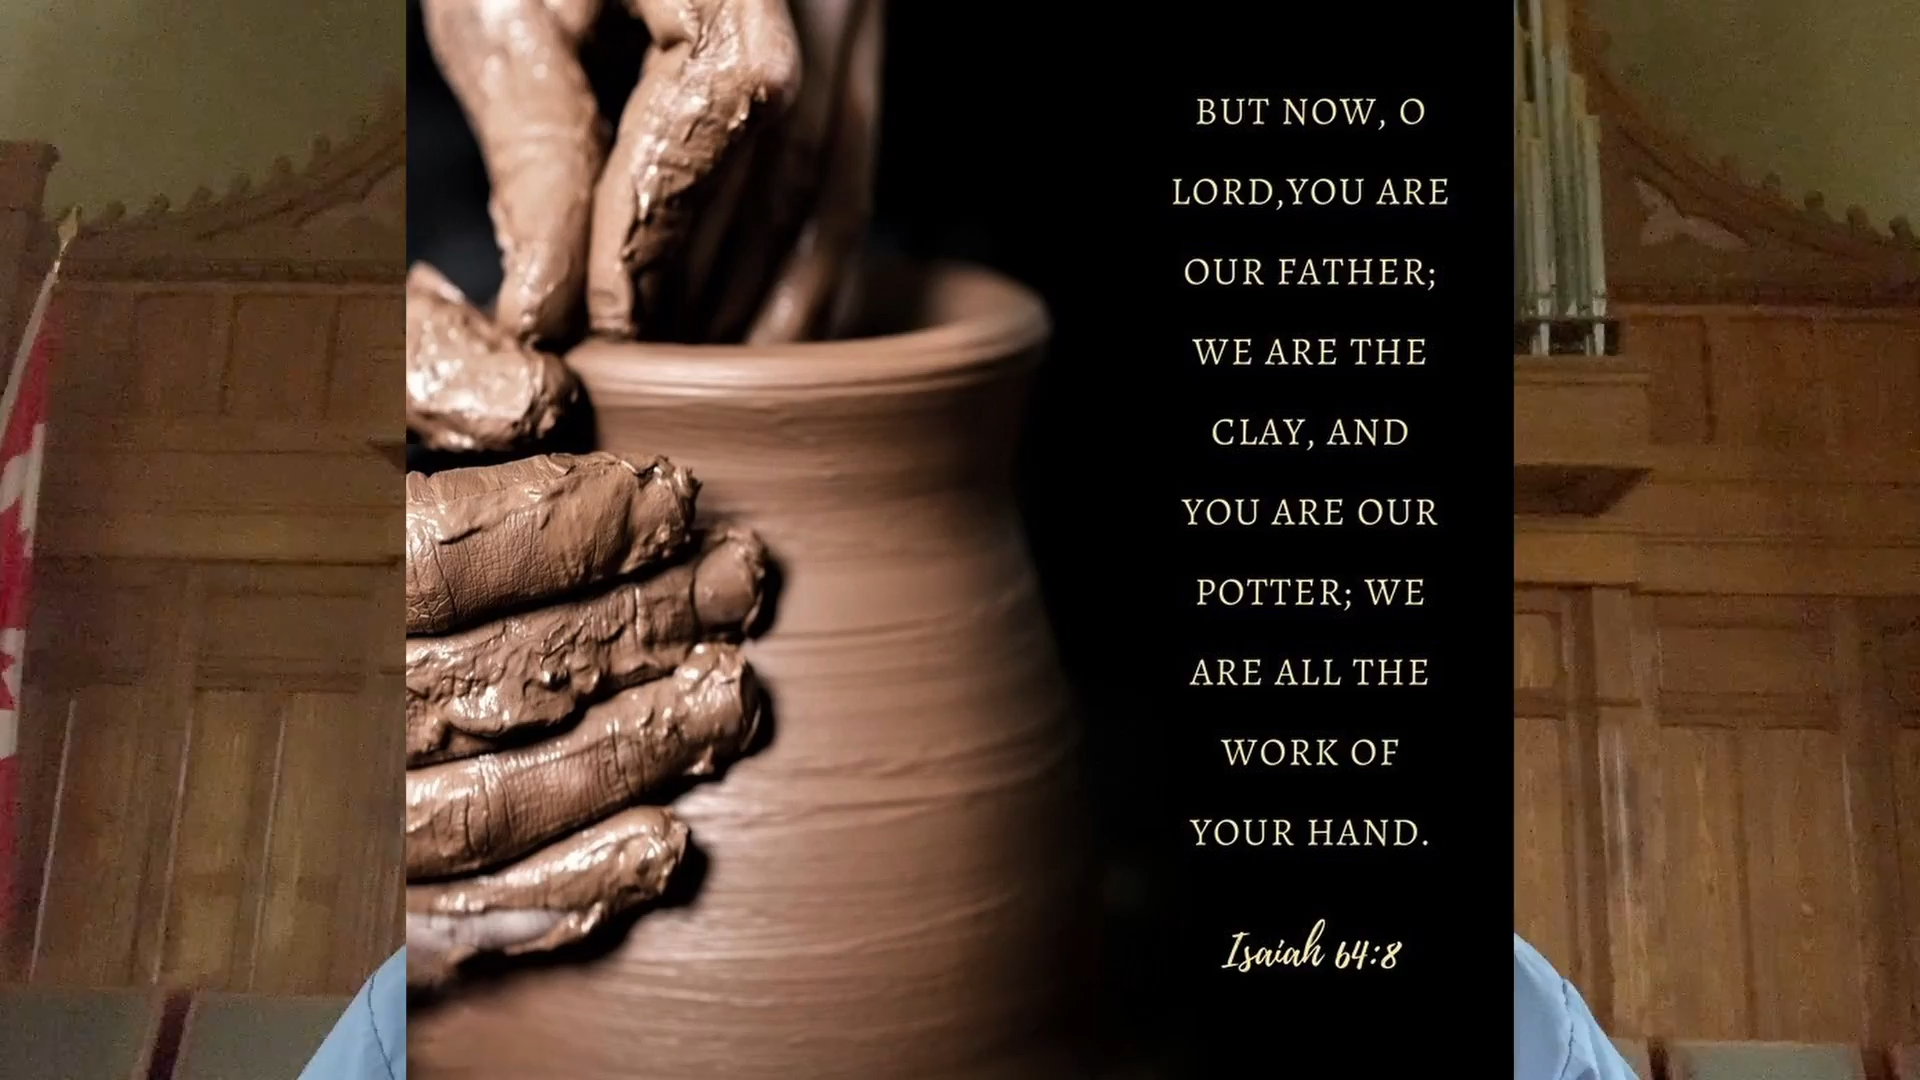 BUT NOW, O
LORD,YOU ARE
OUR FATHER;
WE ARE THE
CLAY, AND
YOU ARE OUR
POTTER; WE
ARE ALL THE
WORK OF
YOUR HAND.
Isaiah 64:8